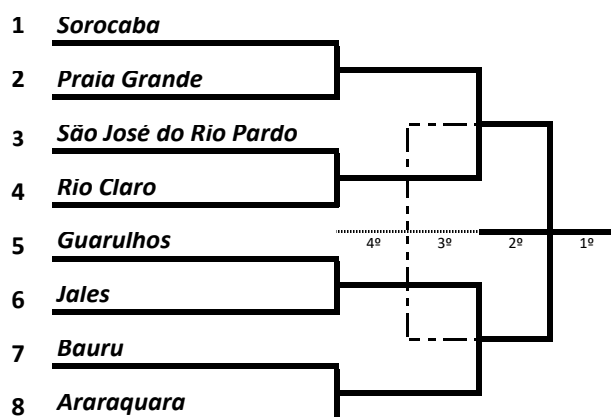 1 Sorocaba
2 Praia Grande
3 São José do Rio Pardo
4 Rio Claro
5 Guarulhos
4º 3º 2º 1º
6 Jales
7 Bauru
8 Araraquara